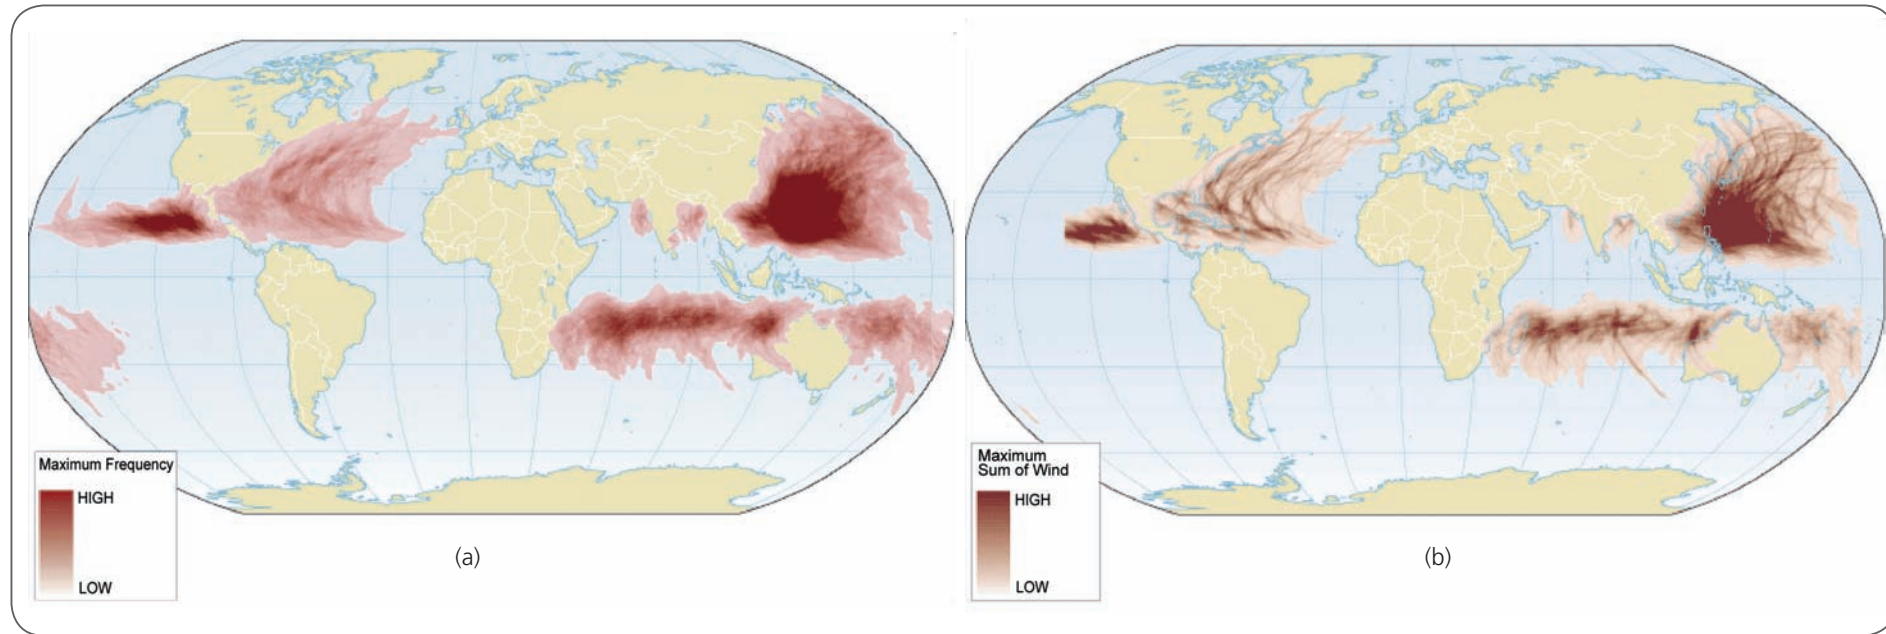 Maximum Frequency
HIGH
LOW
(a)
Maximum
Sum of Wind
HIGH
LOW
(b)